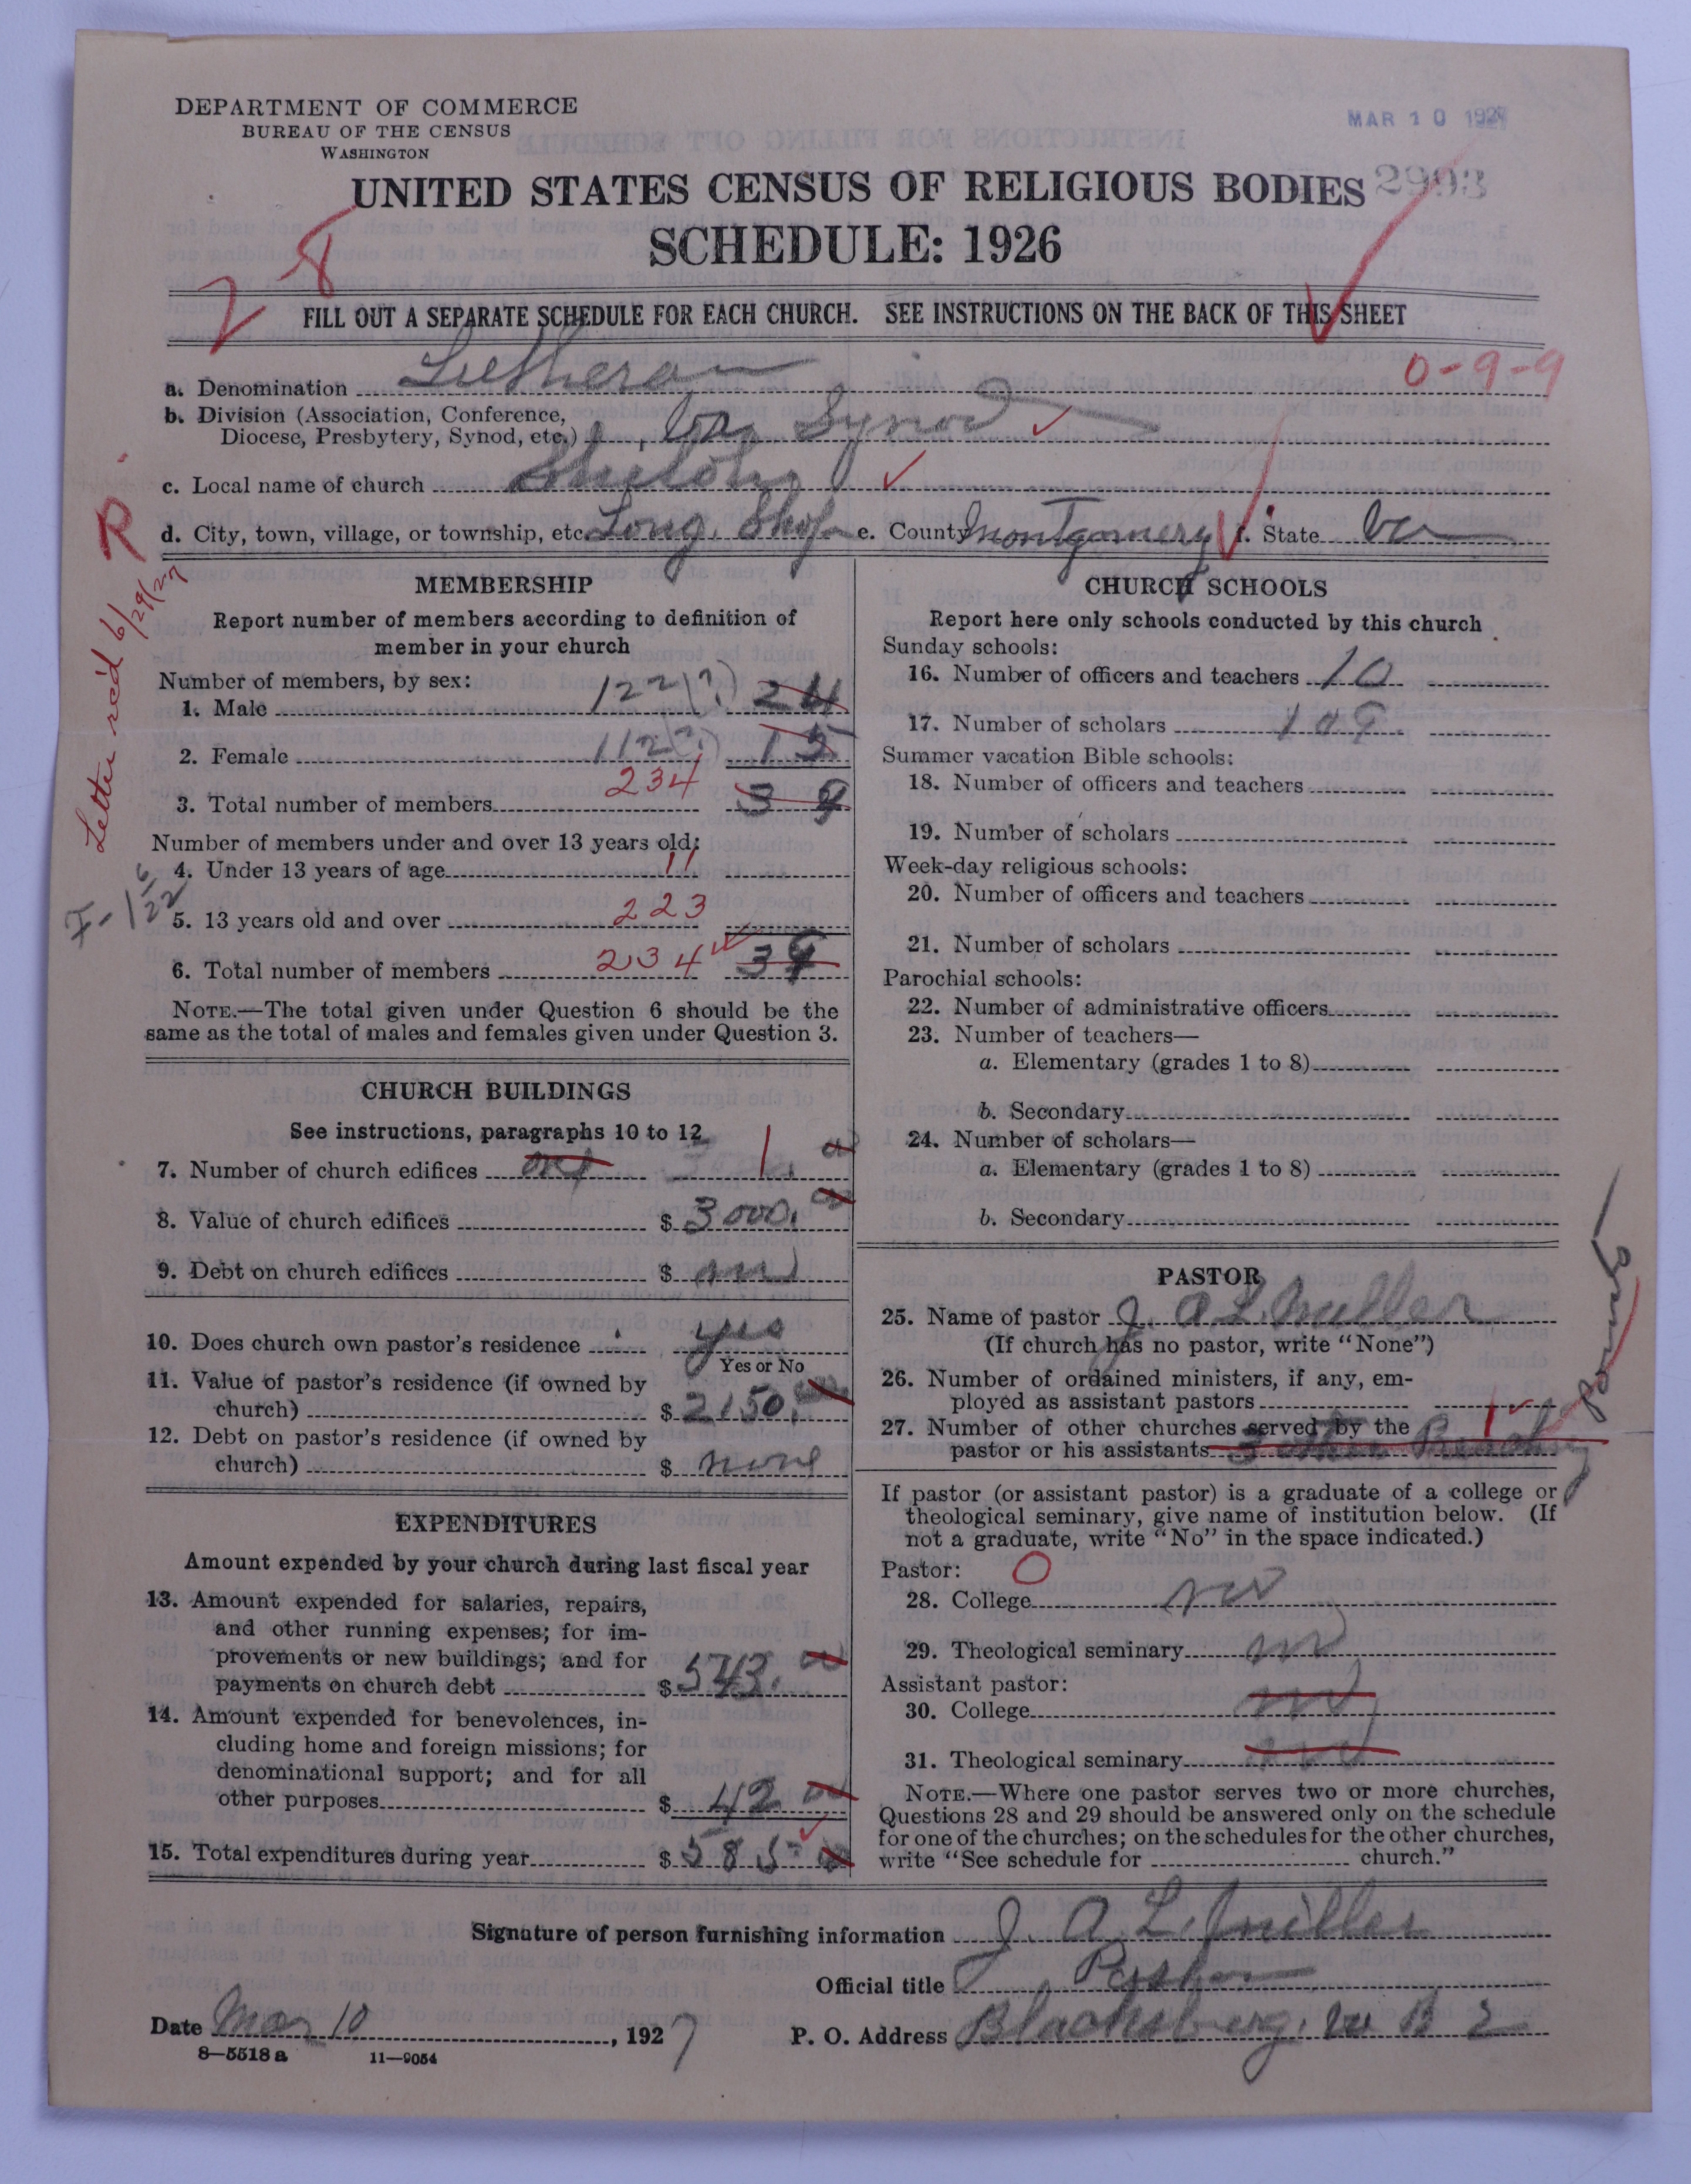 DEPARTMENT OF COMMERCE
BUREAU OF THE CENSUS
WASHINGTON
MAR 10 1927
UNITED STATES CENSUS OF RELIGIOUS BODIES
2993
SCHEDULE: 1926
28
FILL OUT A SEPARATE SCHEDULE FOR EACH CHURCH. SEE INSTRUCTIONS ON THE BACK OF THIS SHEET
0-9-9
a. Denomination Lutheran
b. Division (Association, Conference,
Diocese, Presbytery, Synod, etc.) Va Synod
c. Local name of church Shiloh
d. City, town, village, or township, etc. Long Shop e. County Montgomery f. State Va
R
Letter rec'd 6/29/27
MEMBERSHIP
Report number of members according to definition of
member in your church
Number of members, by sex:
1. Male 122(?) 24
2. Female 112(?) 15
3. Total number of members 234 39
Number of members under and over 13 years old:
4. Under 13 years of age 11
5. 13 years old and over 223
6. Total number of members 234 39
NOTE.—The total given under Question 6 should be the
same as the total of males and females given under Question 3.
CHURCH BUILDINGS
See instructions, paragraphs 10 to 12
7. Number of church edifices one 1
8. Value of church edifices $ 3000.00
9. Debt on church edifices $
10. Does church own pastor's residence yes
Yes or No
11. Value of pastor's residence (if owned by
church) $ 2150.00
12. Debt on pastor's residence (if owned by
church) $ none
EXPENDITURES
Amount expended by your church during last fiscal year
13. Amount expended for salaries, repairs,
and other running expenses; for im-
provements or new buildings; and for
payments on church debt $ 543.00
14. Amount expended for benevolences, in-
cluding home and foreign missions; for
denominational support; and for all
other purposes $ 42 00
15. Total expenditures during year $ 585 00
CHURCH SCHOOLS
Report here only schools conducted by this church
Sunday schools:
16. Number of officers and teachers 10
17. Number of scholars 109
Summer vacation Bible schools:
18. Number of officers and teachers
19. Number of scholars
Week-day religious schools:
20. Number of officers and teachers
21. Number of scholars
Parochial schools:
22. Number of administrative officers
23. Number of teachers—
a. Elementary (grades 1 to 8)
b. Secondary
24. Number of scholars—
a. Elementary (grades 1 to 8)
b. Secondary
PASTOR
25. Name of pastor J. A. L. Miller
(If church has no pastor, write "None")
26. Number of ordained ministers, if any, em-
ployed as assistant pastors
27. Number of other churches served by the
pastor or his assistants 3 1
If pastor (or assistant pastor) is a graduate of a college or
theological seminary, give name of institution below. (If
not a graduate, write "No" in the space indicated.)
Pastor: O
28. College no
29. Theological seminary no
Assistant pastor:
30. College no
31. Theological seminary
NOTE.—Where one pastor serves two or more churches,
Questions 28 and 29 should be answered only on the schedule
for one of the churches; on the schedules for the other churches,
write "See schedule for church."
Signature of person furnishing information J. A. L. Miller
Official title Pastor
Date Mar 10, 1927 P. O. Address Blacksburg, Va R 2
8—5518 a 11—9054